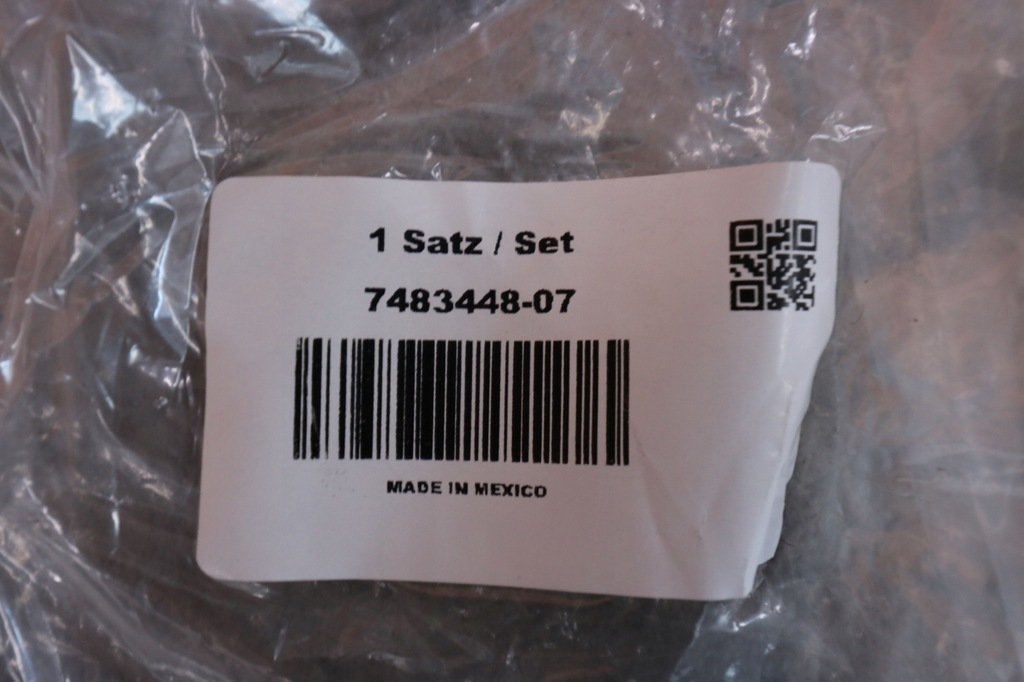 1 Satz / Set
7483448-07
MADE IN MEXICO